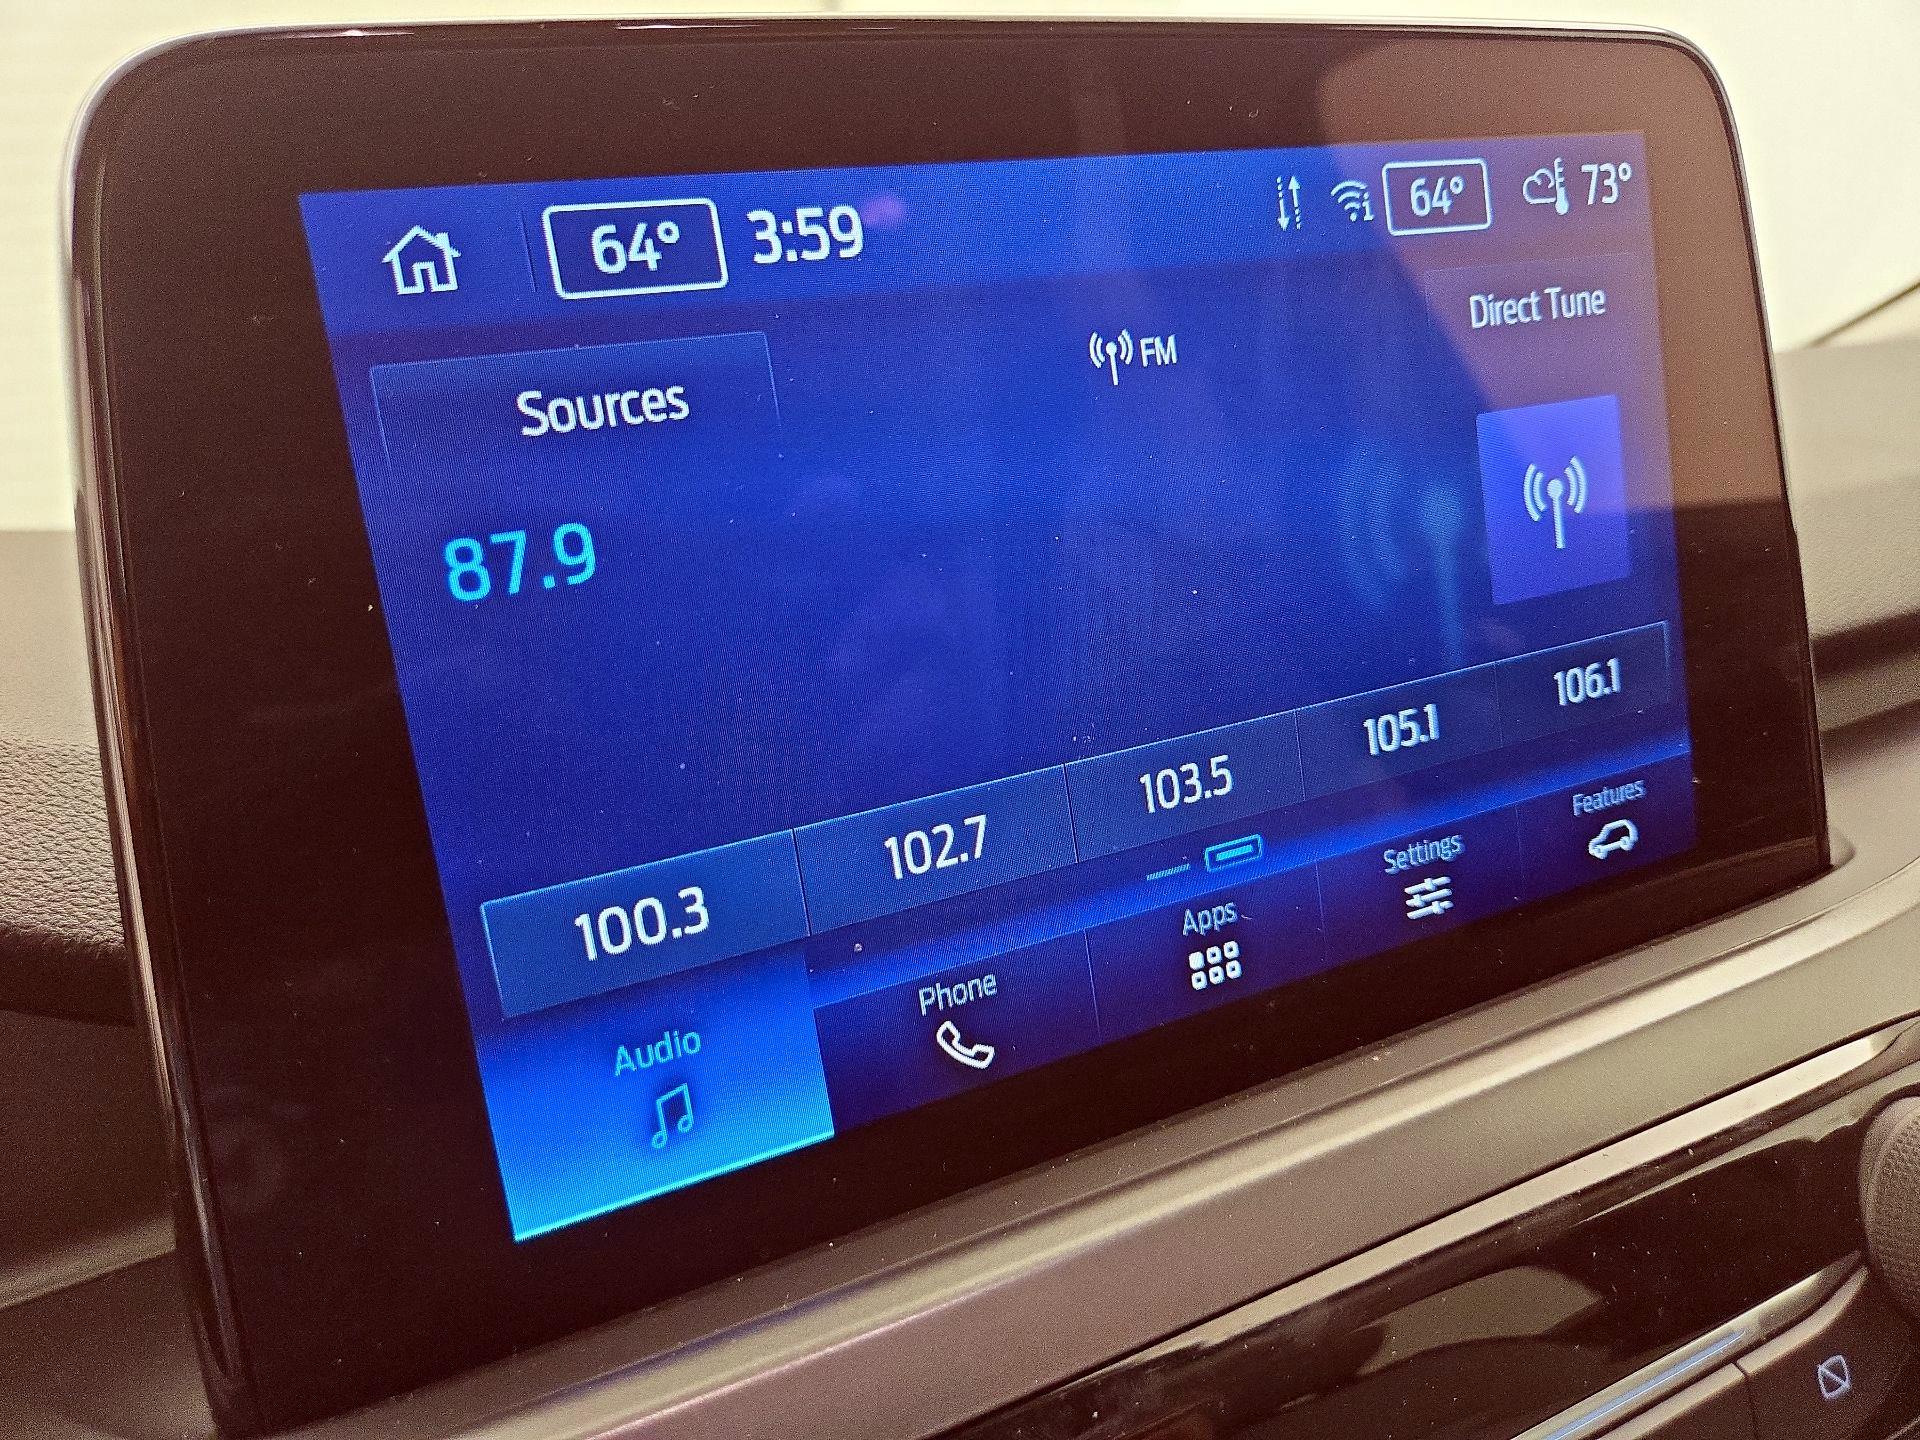 64° 3:59 64° 73°
Direct Tune
FM
Sources
87.9
100.3 102.7 103.5 105.1 106.1
Audio Phone Apps Settings Features